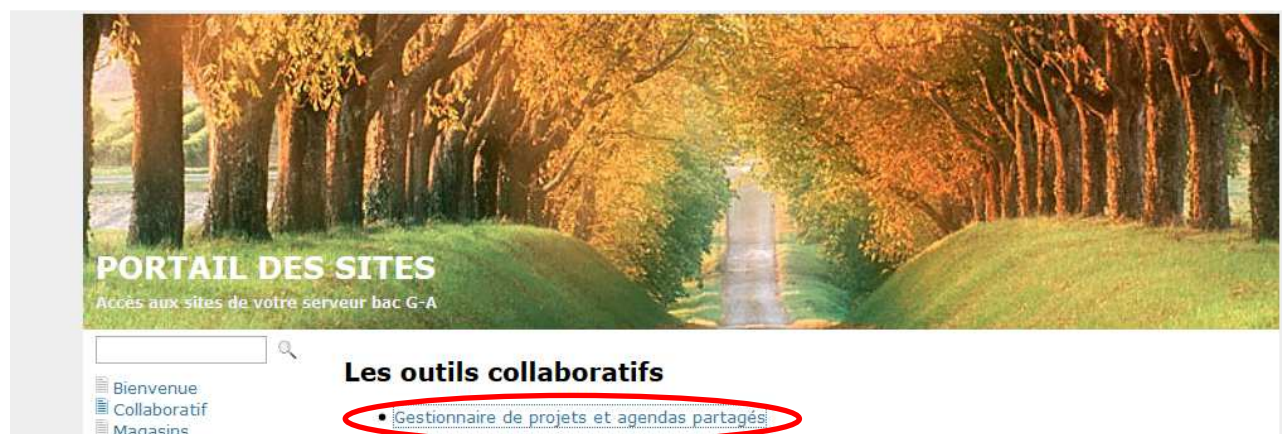 PORTAIL DES SITES
Accès aux sites de votre serveur bac G-A
Les outils collaboratifs
Bienvenue
Collaboratif
Magasins
Gestionnaire de projets et agendas partagés